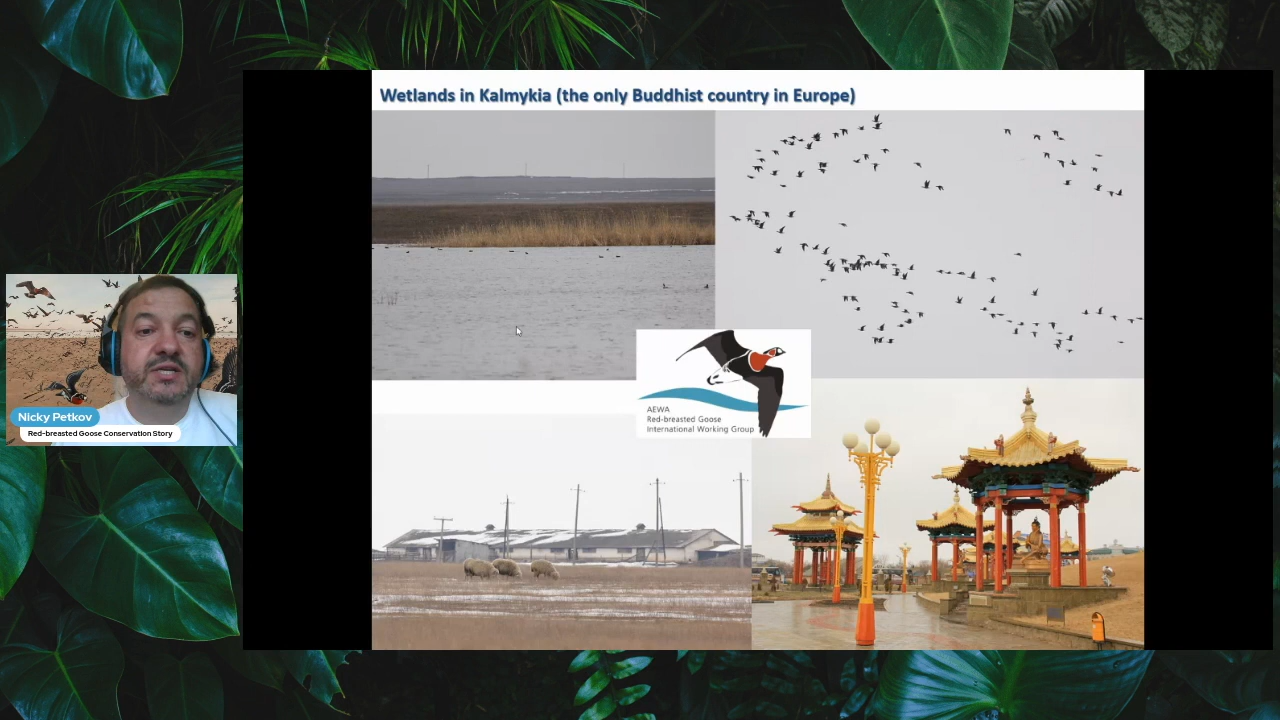 Wetlands in Kalmykia (the only Buddhist country in Europe)
AEWA
Red-breasted Goose
International Working Group
Nicky Petkov
Red-breasted Goose Conservation Story